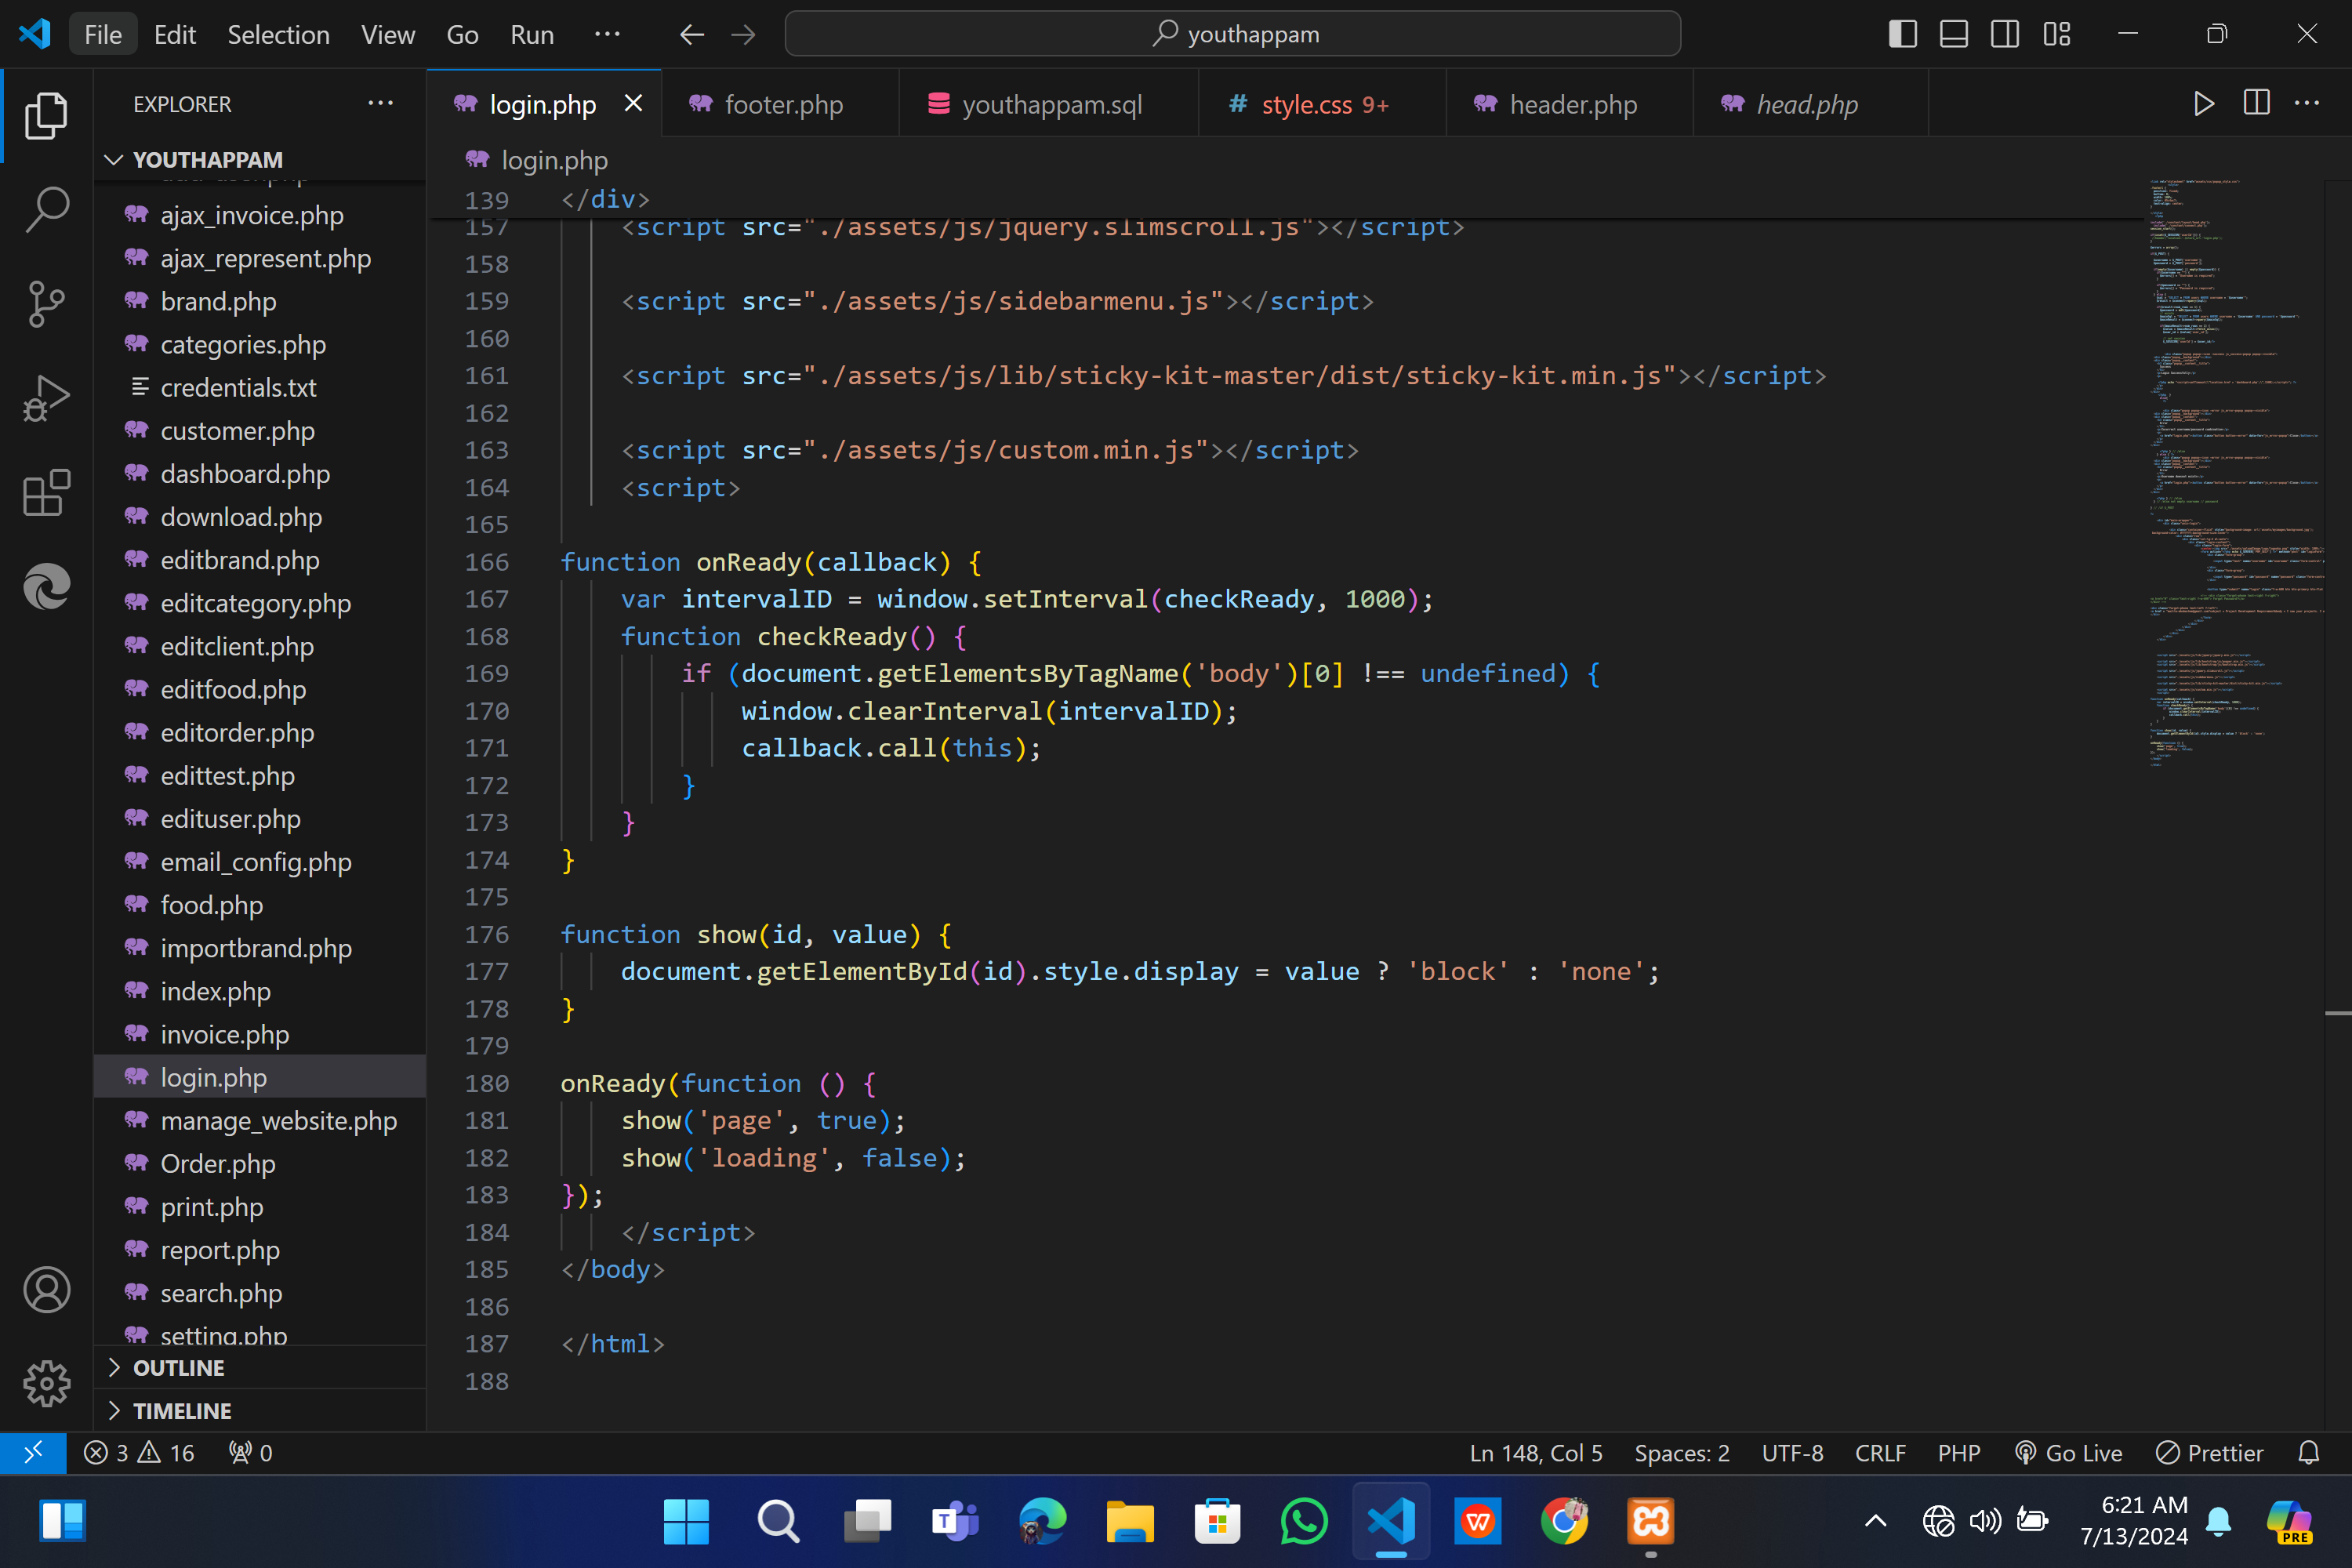 File Edit Selection View Go Run ··· youthappam
EXPLORER ···
login.php footer.php youthappam.sql # style.css 9+ header.php head.php ···
YOUTHAPPAM
ajax_invoice.php
ajax_represent.php
brand.php
categories.php
credentials.txt
customer.php
dashboard.php
download.php
editbrand.php
editcategory.php
editclient.php
editfood.php
editorder.php
edittest.php
edituser.php
email_config.php
food.php
importbrand.php
index.php
invoice.php
login.php
manage_website.php
Order.php
print.php
report.php
search.php
setting.php
OUTLINE
TIMELINE
login.php
139 </div>
157 <script src="./assets/js/jquery.slimscroll.js"></script>
158
159 <script src="./assets/js/sidebarmenu.js"></script>
160
161 <script src="./assets/js/lib/sticky-kit-master/dist/sticky-kit.min.js"></script>
162
163 <script src="./assets/js/custom.min.js"></script>
164 <script>
165
166 function onReady(callback) {
167 var intervalID = window.setInterval(checkReady, 1000);
168 function checkReady() {
169 if (document.getElementsByTagName('body')[0] !== undefined) {
170 window.clearInterval(intervalID);
171 callback.call(this);
172 }
173 }
174 }
175
176 function show(id, value) {
177 document.getElementById(id).style.display = value ? 'block' : 'none';
178 }
179
180 onReady(function () {
181 show('page', true);
182 show('loading', false);
183 });
184 </script>
185 </body>
186
187 </html>
188
3 16 0 Ln 148, Col 5 Spaces: 2 UTF-8 CRLF PHP Go Live Prettier
6:21 AM
7/13/2024
PRE